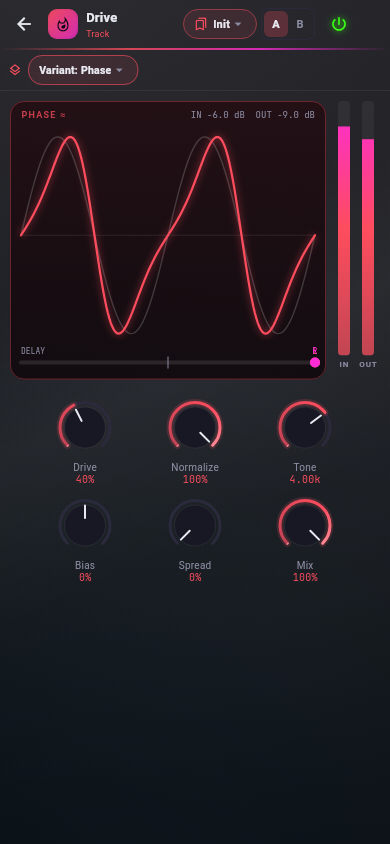 Drive
Track
Init
A B
Variant: Phase
PHASE ≈
IN -6.0 dB OUT -9.0 dB
DELAY
IN OUT
Drive Normalize Tone
40% 100% 4.00k
Bias Spread Mix
0% 0% 100%